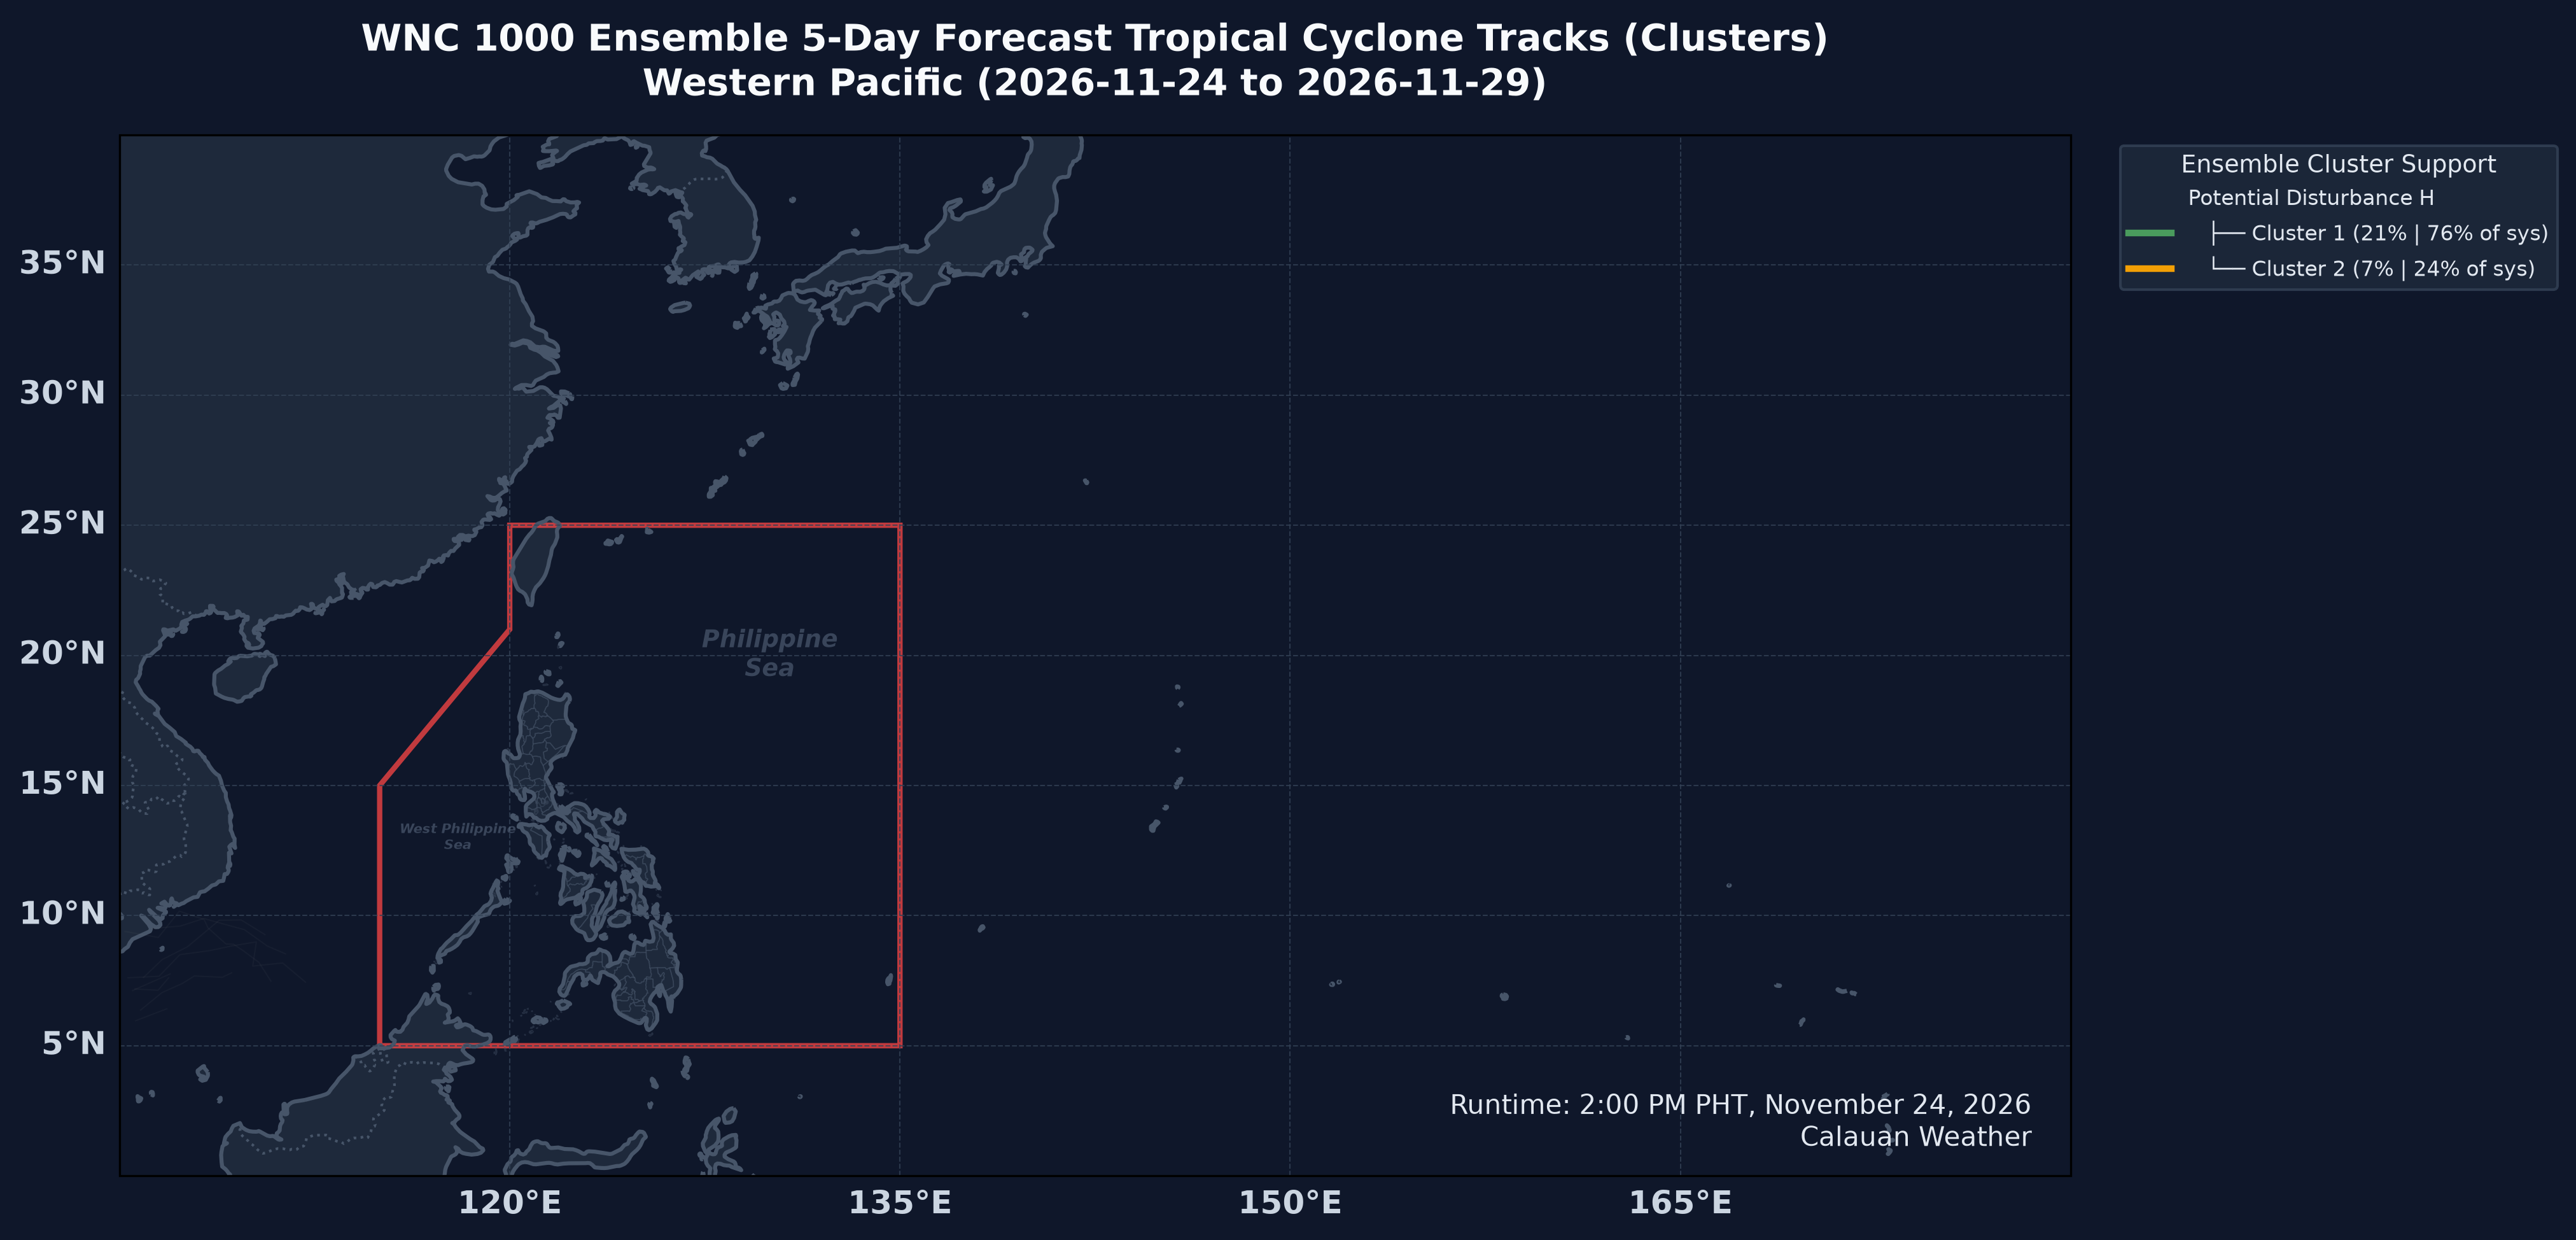 WNC 1000 Ensemble 5-Day Forecast Tropical Cyclone Tracks (Clusters)
Western Pacific (2026-11-24 to 2026-11-29)
Ensemble Cluster Support
Potential Disturbance H
Cluster 1 (21% | 76% of sys)
Cluster 2 (7% | 24% of sys)
35°N
30°N
25°N
20°N
15°N
10°N
5°N
Philippine
Sea
West Philippine
Sea
Runtime: 2:00 PM PHT, November 24, 2026
Calauan Weather
120°E
135°E
150°E
165°E